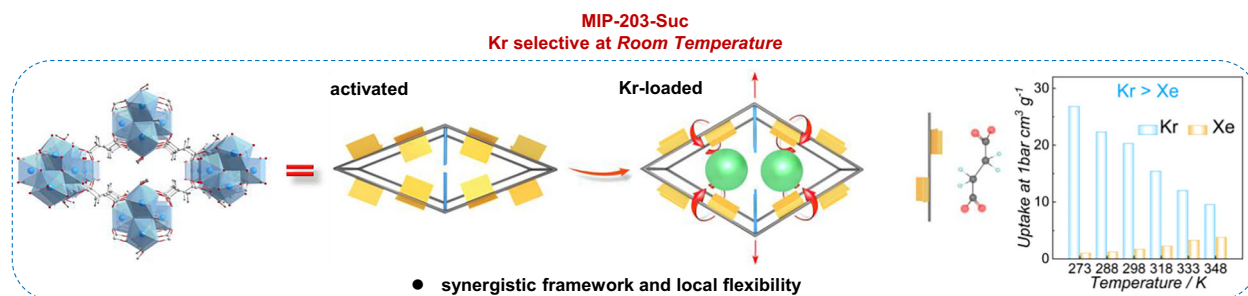 MIP-203-Suc
Kr selective at Room Temperature
activated
Kr-loaded
=
● synergistic framework and local flexibility
Uptake at 1bar cm³ g⁻¹
30
20
10
0
Kr > Xe
Kr
Xe
273 288 298 318 333 348
Temperature / K